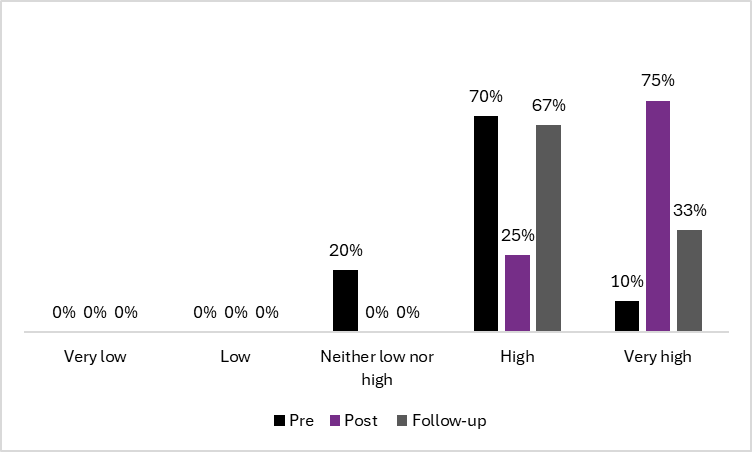 75%
70%
67%
33%
25%
20%
10%
0% 0% 0%
0% 0% 0%
0% 0%
Very low
Low
Neither low nor
high
High
Very high
Pre
Post
Follow-up